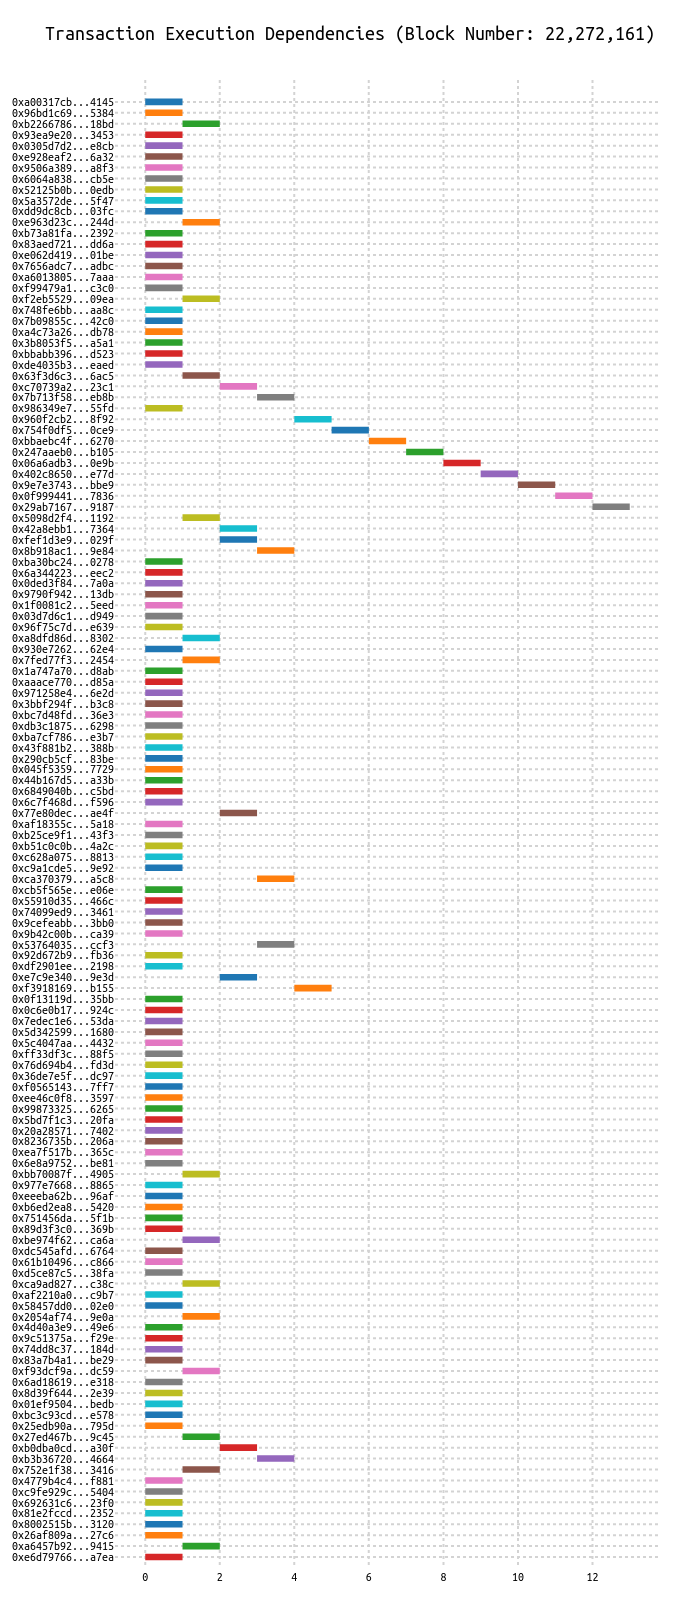 Transaction Execution Dependencies (Block Number: 22,272,161)
0xa00317cb...4145
0x96bd1c69...5384
0xb2266786...18bd
0x93ea9e20...3453
0x0305d7d2...e8cb
0xe928eaf2...6a32
0x9506a389...a8f3
0x6064a838...cb5e
0x52125b0b...0edb
0x5a3572de...5f47
0xdd9dc8cb...03fc
0xe963d23c...244d
0xb73a81fa...2392
0x83aed721...dd6a
0xe062d419...01be
0x7656adc7...adbc
0xa6013805...7aaa
0xf99479a1...c3c0
0xf2eb5529...09ea
0x748fe6bb...aa8c
0x7b09855c...42c0
0xa4c73a26...db78
0x3b8053f5...a5a1
0xbbabb396...d523
0xde4035b3...eaed
0x63f3d6c3...6ac5
0xc70739a2...23c1
0x7b713f58...eb8b
0x986349e7...55fd
0x960f2cb2...8f92
0x754f0df5...0ce9
0xbbaebc4f...6270
0x247aaeb0...b105
0x06a6adb3...0e9b
0x402c8650...e77d
0x9e7e3743...bbe9
0x0f999441...7836
0x29ab7167...9187
0x5098d2f4...1192
0x42a8ebb1...7364
0xfef1d3e9...029f
0x8b918ac1...9e84
0xba30bc24...0278
0x6a344223...eec2
0x0ded3f84...7a0a
0x9790f942...13db
0x1f0081c2...5eed
0x03d7d6c1...d949
0x96f75c7d...e639
0xa8dfd86d...8302
0x930e7262...62e4
0x7fed77f3...2454
0x1a747a70...d8ab
0xaaace770...d85a
0x971258e4...6e2d
0x3bbf294f...b3c8
0xbc7d48fd...36e3
0xdb3c1875...6298
0xba7cf786...e3b7
0x43f881b2...388b
0x290cb5cf...83be
0x045f5359...7729
0x44b167d5...a33b
0x6849040b...c5bd
0x6c7f468d...f596
0x77e80dec...ae4f
0xaf18355c...5a18
0xb25ce9f1...43f3
0xb51c0c0b...4a2c
0xc628a075...8813
0xc9a1cde5...9e92
0xca370379...a5c8
0xcb5f565e...e06e
0x55910d35...466c
0x74099ed9...3461
0x9cefeabb...3bb0
0x9b42c00b...ca39
0x53764035...ccf3
0x92d672b9...fb36
0xdf2901ee...2198
0xe7c9e340...9e3d
0xf3918169...b155
0x0f13119d...35bb
0x0c6e0b17...924c
0x7edec1e6...53da
0x5d342599...1680
0x5c4047aa...4432
0xff33df3c...88f5
0x76d694b4...fd3d
0x36de7e5f...dc97
0xf0565143...7ff7
0xee46c0f8...3597
0x99873325...6265
0x5bd7f1c3...20fa
0x20a28571...7402
0x8236735b...206a
0xea7f517b...365c
0x6e8a9752...be81
0xbb70087f...4905
0x977e7668...8865
0xeeeba62b...96af
0xb6ed2ea8...5420
0x751456da...5f1b
0x89d3f3c0...369b
0xbe974f62...ca6a
0xdc545afd...6764
0x61b10496...c866
0xd5ce87c5...38fa
0xca9ad827...c38c
0xaf2210a0...c9b7
0x58457dd0...02e0
0x2054af74...9e0a
0x4d40a3e9...49e6
0x9c51375a...f29e
0x74dd8c37...184d
0x83a7b4a1...be29
0xf93dcf9a...dc59
0x6ad18619...e318
0x8d39f644...2e39
0x01ef9504...bedb
0xbc3c93cd...e578
0x25edb90a...795d
0x27ed467b...9c45
0xb0dba0cd...a30f
0xb3b36720...4664
0x752e1f38...3416
0x4779b4c4...f881
0xc9fe929c...5404
0x692631c6...23f0
0x81e2fccd...2352
0x8002515b...3120
0x26af809a...27c6
0xa6457b92...9415
0xe6d79766...a7ea
0 2 4 6 8 10 12